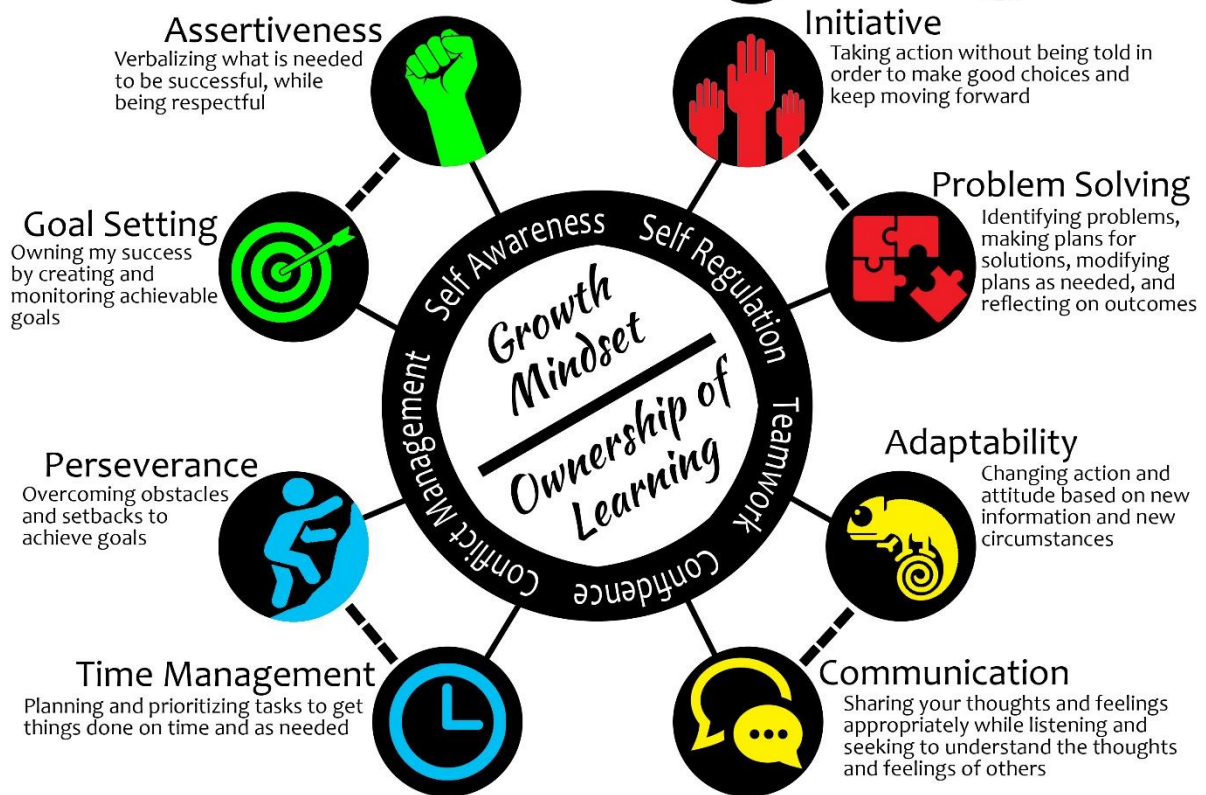 Assertiveness
Verbalizing what is needed
to be successful, while
being respectful
Initiative
Taking action without being told in
order to make good choices and
keep moving forward
Goal Setting
Owning my success
by creating and
monitoring achievable
goals
Problem Solving
Identifying problems,
making plans for
solutions, modifying
plans as needed, and
reflecting on outcomes
Self Awareness
Self Regulation
Teamwork
Confidence
Conflict Management
Growth
Mindset
Ownership of
Learning
Perseverance
Overcoming obstacles
and setbacks to
achieve goals
Adaptability
Changing action and
attitude based on new
information and new
circumstances
Time Management
Planning and prioritizing tasks to get
things done on time and as needed
Communication
Sharing your thoughts and feelings
appropriately while listening and
seeking to understand the thoughts
and feelings of others